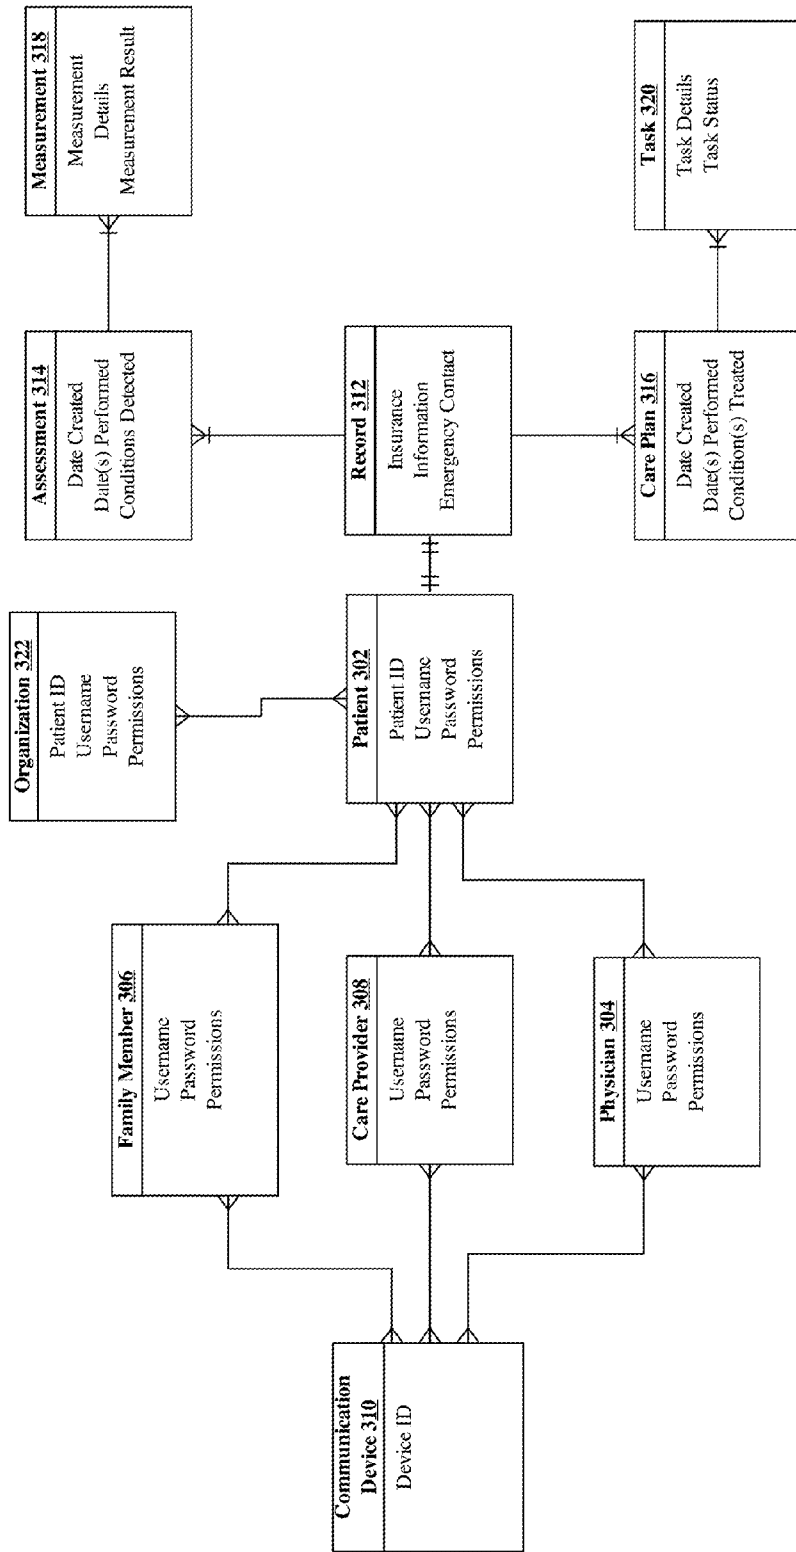 Organization 322
Patient ID
Username
Password
Permissions
Assessment 314
Date Created
Date(s) Performed
Conditions Detected
Measurement 318
Measurement
Details
Measurement Result
Family Member 306
Username
Password
Permissions
Communication
Device 310
Device ID
Care Provider 308
Username
Password
Permissions
Patient 302
Patient ID
Username
Password
Permissions
Record 312
Insurance
Information
Emergency Contact
Physician 304
Username
Password
Permissions
Care Plan 316
Date Created
Date(s) Performed
Condition(s) Treated
Task 320
Task Details
Task Status